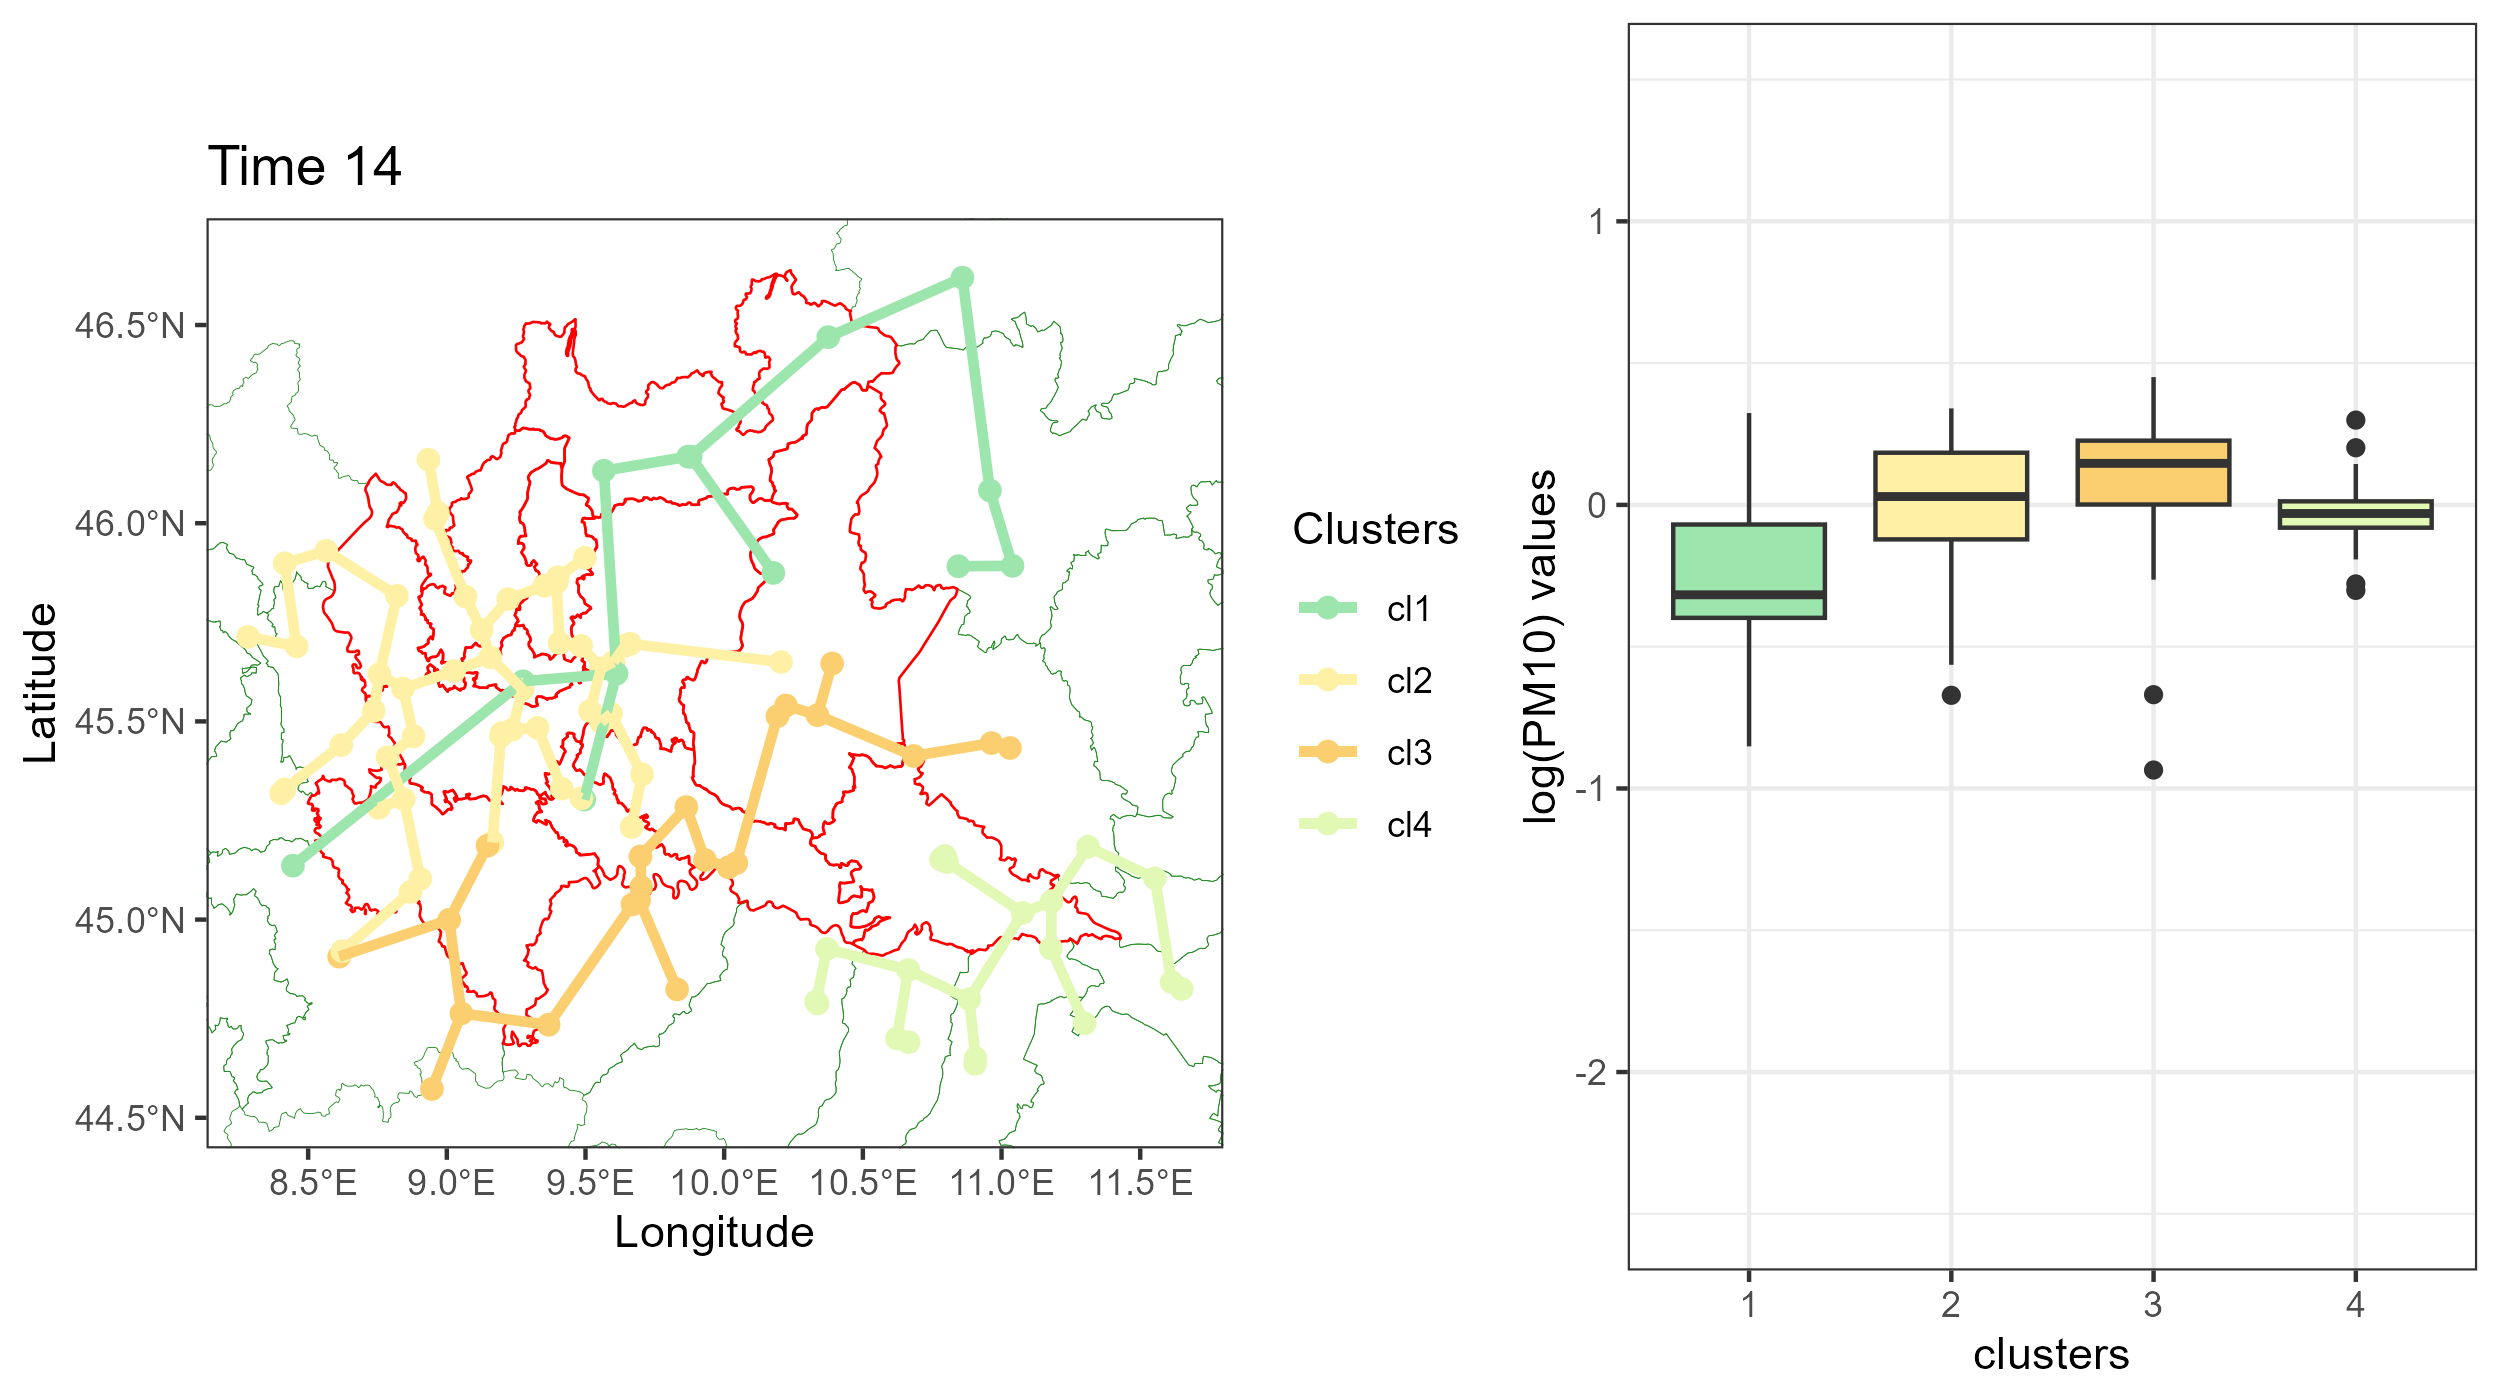 Time 14
46.5°N
46.0°N
45.5°N
45.0°N
44.5°N
Latitude
8.5°E 9.0°E 9.5°E 10.0°E 10.5°E 11.0°E 11.5°E
Longitude
Clusters
cl1
cl2
cl3
cl4
1
0
-1
-2
log(PM10) values
1 2 3 4
clusters